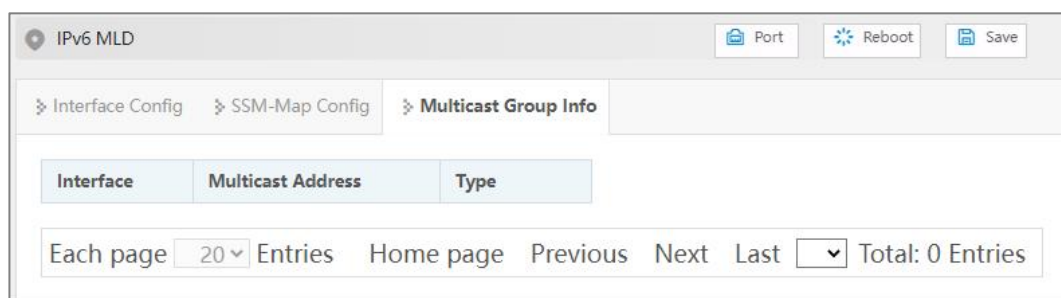 IPv6 MLD Port Reboot Save
Interface Config SSM-Map Config Multicast Group Info
Interface Multicast Address Type
Each page 20 Entries Home page Previous Next Last Total: 0 Entries